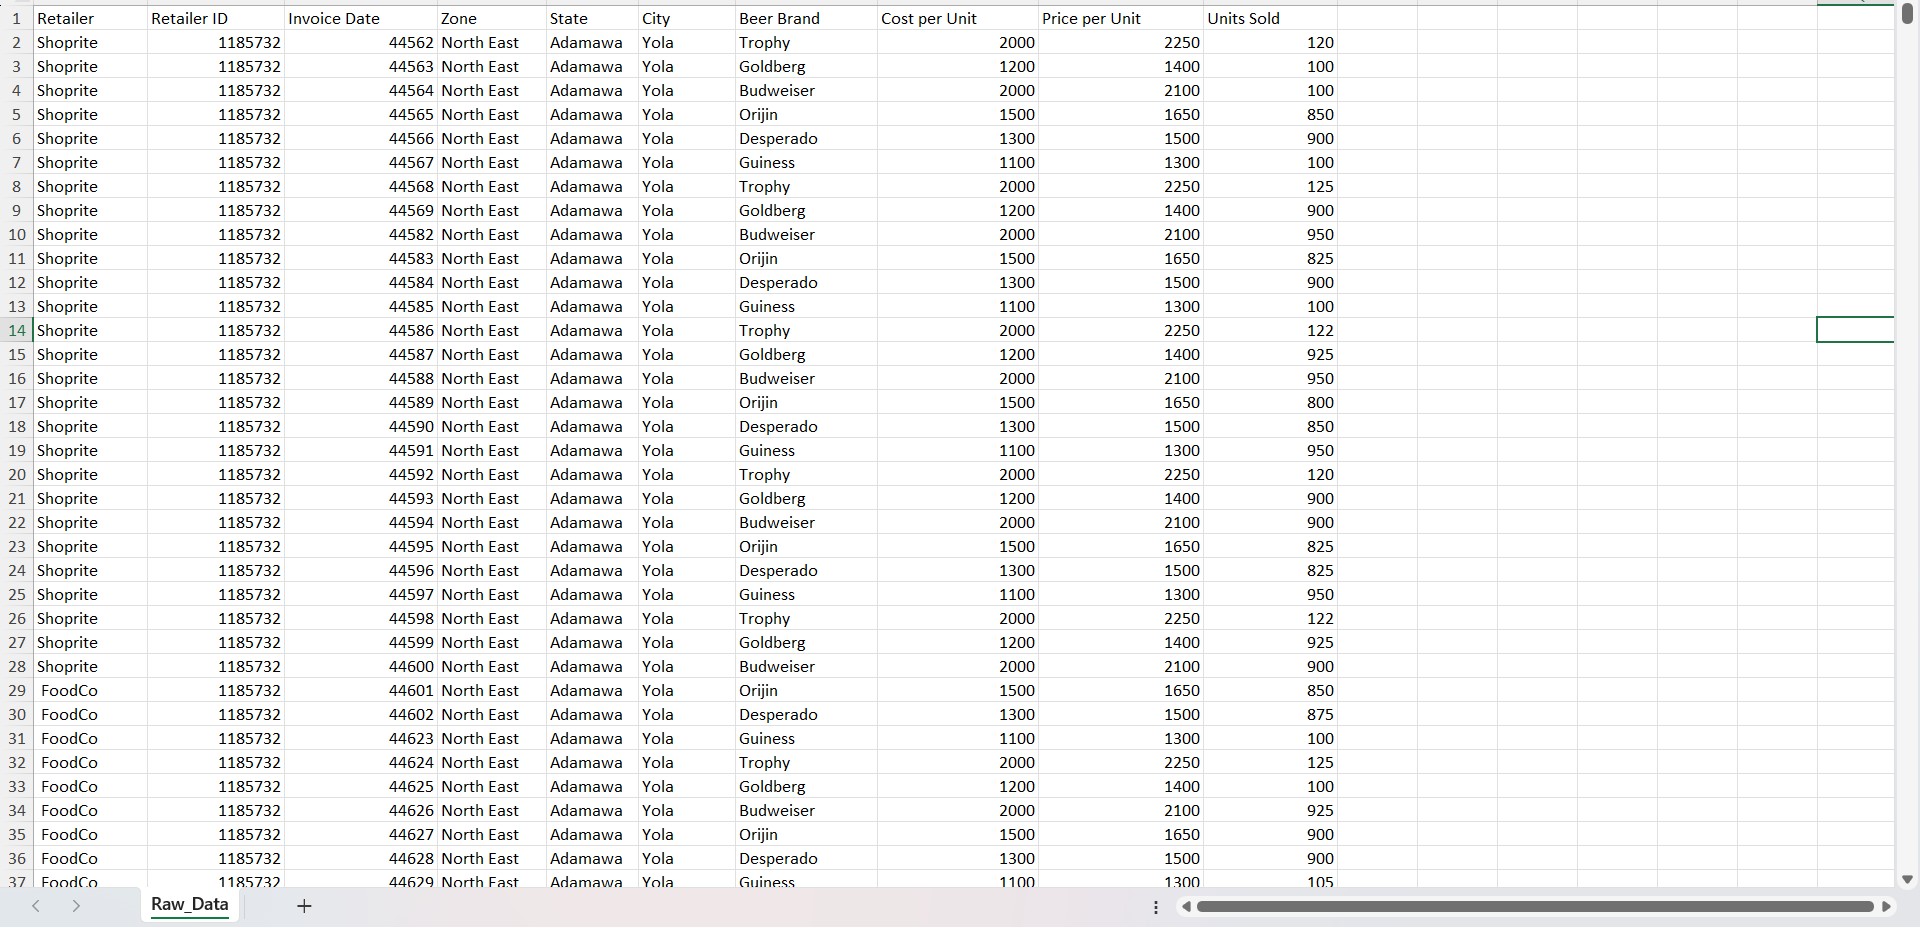 1 Retailer Retailer ID Invoice Date Zone State City Beer Brand Cost per Unit Price per Unit Units Sold
2 Shoprite 1185732 44562 North East Adamawa Yola Trophy 2000 2250 120
3 Shoprite 1185732 44563 North East Adamawa Yola Goldberg 1200 1400 100
4 Shoprite 1185732 44564 North East Adamawa Yola Budweiser 2000 2100 100
5 Shoprite 1185732 44565 North East Adamawa Yola Orijin 1500 1650 850
6 Shoprite 1185732 44566 North East Adamawa Yola Desperado 1300 1500 900
7 Shoprite 1185732 44567 North East Adamawa Yola Guiness 1100 1300 100
8 Shoprite 1185732 44568 North East Adamawa Yola Trophy 2000 2250 125
9 Shoprite 1185732 44569 North East Adamawa Yola Goldberg 1200 1400 900
10 Shoprite 1185732 44582 North East Adamawa Yola Budweiser 2000 2100 950
11 Shoprite 1185732 44583 North East Adamawa Yola Orijin 1500 1650 825
12 Shoprite 1185732 44584 North East Adamawa Yola Desperado 1300 1500 900
13 Shoprite 1185732 44585 North East Adamawa Yola Guiness 1100 1300 100
14 Shoprite 1185732 44586 North East Adamawa Yola Trophy 2000 2250 122
15 Shoprite 1185732 44587 North East Adamawa Yola Goldberg 1200 1400 925
16 Shoprite 1185732 44588 North East Adamawa Yola Budweiser 2000 2100 950
17 Shoprite 1185732 44589 North East Adamawa Yola Orijin 1500 1650 800
18 Shoprite 1185732 44590 North East Adamawa Yola Desperado 1300 1500 850
19 Shoprite 1185732 44591 North East Adamawa Yola Guiness 1100 1300 950
20 Shoprite 1185732 44592 North East Adamawa Yola Trophy 2000 2250 120
21 Shoprite 1185732 44593 North East Adamawa Yola Goldberg 1200 1400 900
22 Shoprite 1185732 44594 North East Adamawa Yola Budweiser 2000 2100 900
23 Shoprite 1185732 44595 North East Adamawa Yola Orijin 1500 1650 825
24 Shoprite 1185732 44596 North East Adamawa Yola Desperado 1300 1500 825
25 Shoprite 1185732 44597 North East Adamawa Yola Guiness 1100 1300 950
26 Shoprite 1185732 44598 North East Adamawa Yola Trophy 2000 2250 122
27 Shoprite 1185732 44599 North East Adamawa Yola Goldberg 1200 1400 925
28 Shoprite 1185732 44600 North East Adamawa Yola Budweiser 2000 2100 900
29 FoodCo 1185732 44601 North East Adamawa Yola Orijin 1500 1650 850
30 FoodCo 1185732 44602 North East Adamawa Yola Desperado 1300 1500 875
31 FoodCo 1185732 44623 North East Adamawa Yola Guiness 1100 1300 100
32 FoodCo 1185732 44624 North East Adamawa Yola Trophy 2000 2250 125
33 FoodCo 1185732 44625 North East Adamawa Yola Goldberg 1200 1400 100
34 FoodCo 1185732 44626 North East Adamawa Yola Budweiser 2000 2100 925
35 FoodCo 1185732 44627 North East Adamawa Yola Orijin 1500 1650 900
36 FoodCo 1185732 44628 North East Adamawa Yola Desperado 1300 1500 900
37 FoodCo 1185732 44629 North East Adamawa Yola Guiness 1100 1300 105
Raw_Data